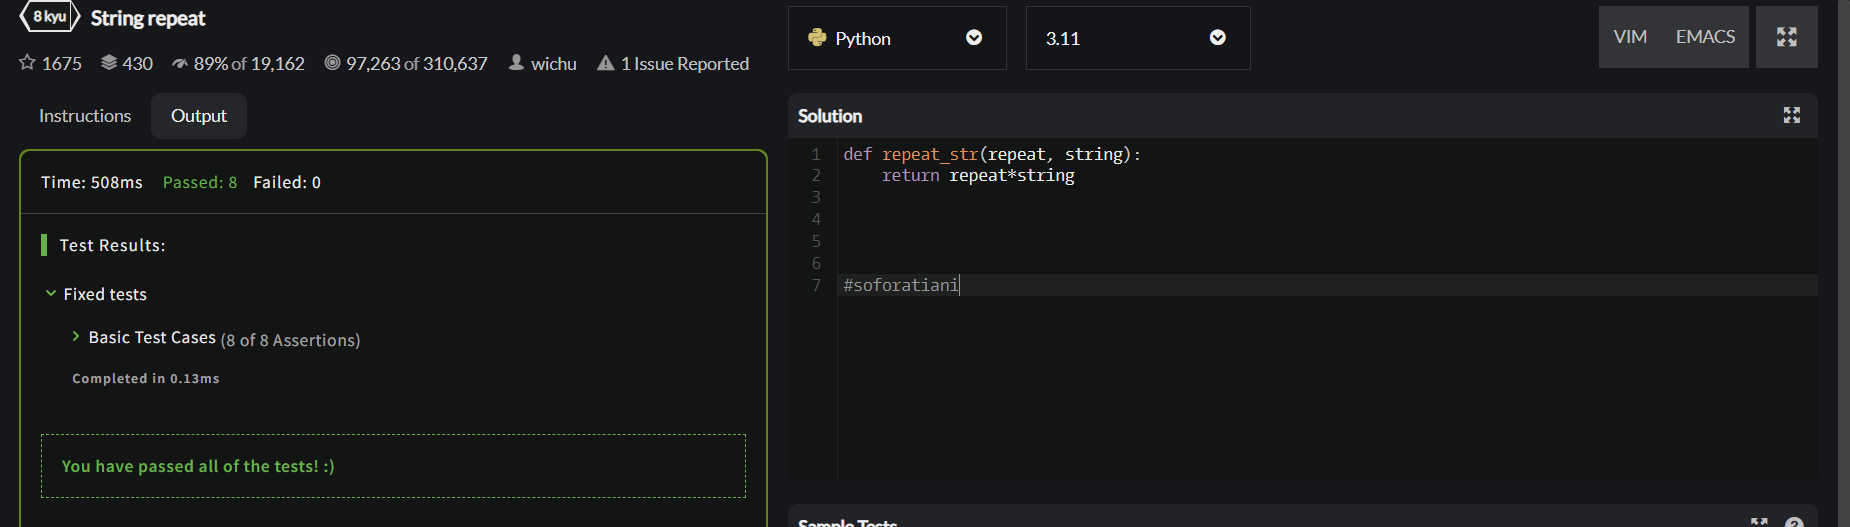 8 kyu String repeat
1675 430 89% of 19,162 97,263 of 310,637 wichu 1 Issue Reported
Instructions Output
Time: 508ms Passed: 8 Failed: 0
Test Results:
Fixed tests
Basic Test Cases (8 of 8 Assertions)
Completed in 0.13ms
You have passed all of the tests! :)
Python 3.11 VIM EMACS
Solution
1 def repeat_str(repeat, string):
2     return repeat*string
3
4
5
6
7 #soforatiani
Sample Tests ?